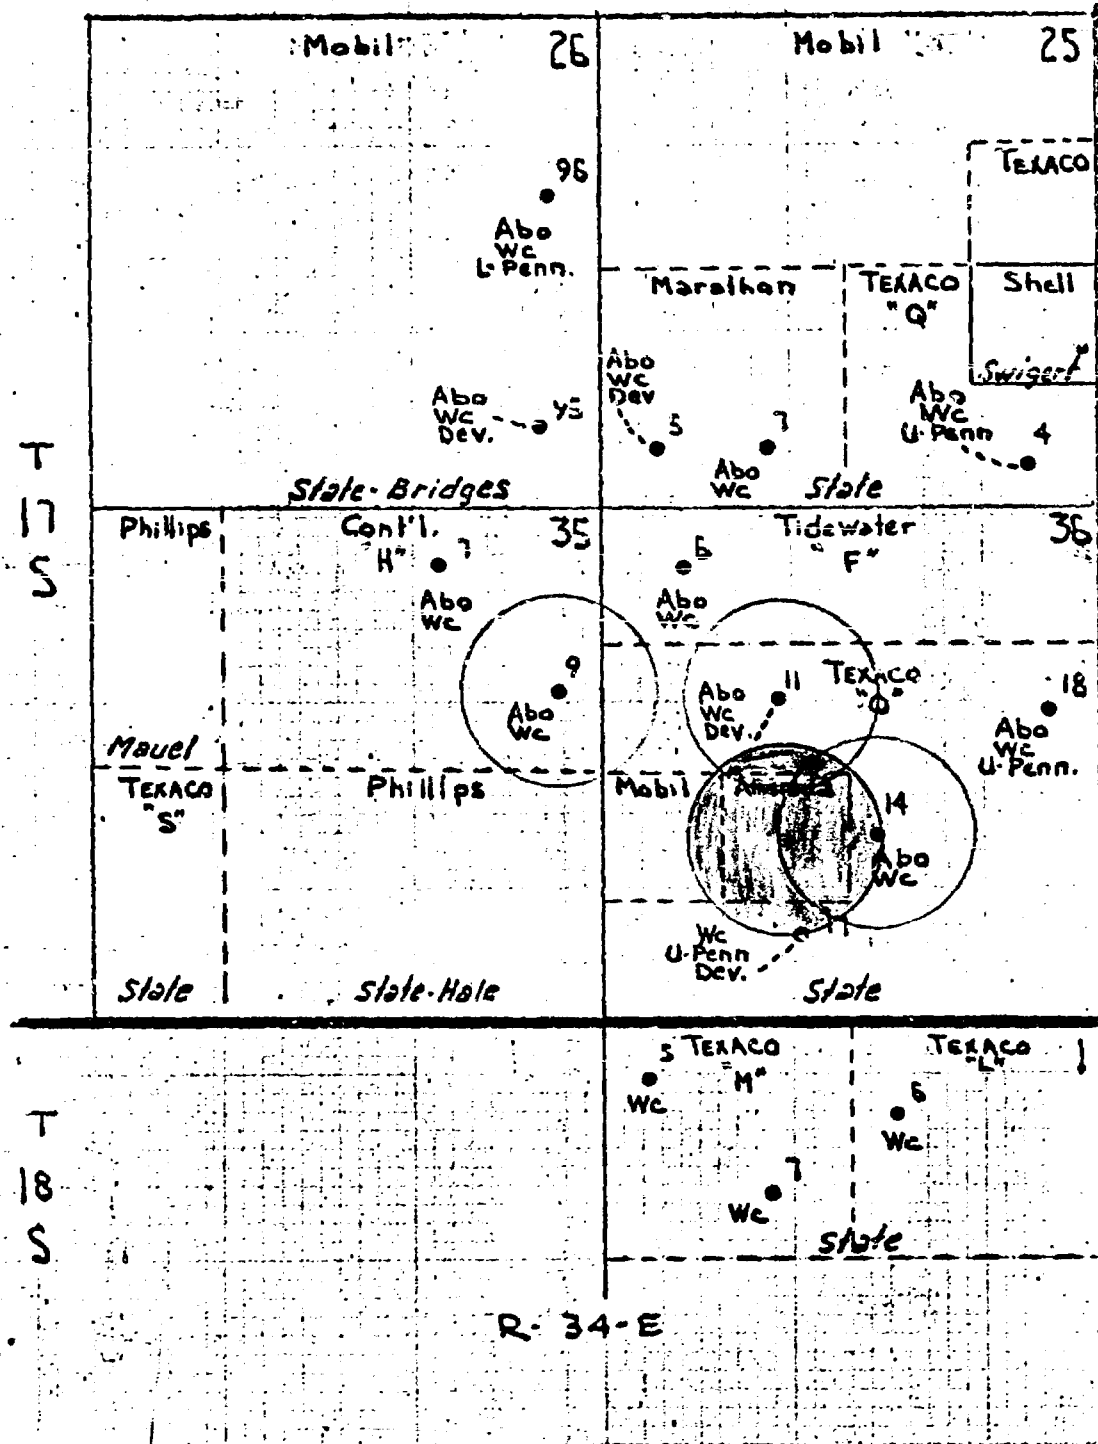 Mobil 26
Mobil 25
TEXACO
96
Abo
Wc
L-Penn.
Marathon
TEXACO
"Q"
Shell
Swigert
Abo
Wc
Dev.
45
Abo
Wc
Dev
5
7
Abo
Wc
Abo
Wc
U-Penn
4
State-Bridges
State
T
17
S
Phillips
Cont'l.
"H"
35
7
Abo
Wc
Tidewater
"F"
36
6
Abo
Wc
9
Abo
Wc
Abo
Wc
Dev.
11
TEXACO
18
Abo
Wc
U-Penn.
Mauel
TEXACO
"S"
Phillips
Mobil
14
Abo
Wc
Wc
U-Penn
Dev.
State
State-Hale
State
5
TEXACO
"M"
Wc
TEXACO
"L"
1
6
Wc
7
Wc
State
T
18
S
R-34-E